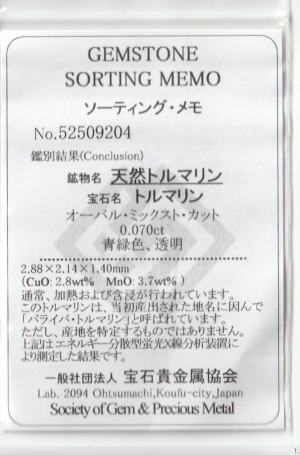 GEMSTONE
SORTING MEMO
ソーティング・メモ
No.52509204
鑑別結果(Conclusion)
鉱物名 天然トルマリン
宝石名 トルマリン
オーバル・ミックスト・カット
0.070ct
青緑色、透明
2.88×2.14×1.40mm
(CuO: 2.8wt% MnO: 3.7wt% )
通常、加熱および含浸が行われています。
このトルマリンは、当初産出された地名に因んで
「パライバ・トルマリン」と呼ばれています。
ただし、産地を特定するものではありません。
上記はエネルギー分散型蛍光X線分析装置に
より測定した結果です。
一般社団法人 宝石貴金属協会
Lab. 2094 Ohtsumachi,Koufu-city,Japan
Society of Gem & Precious Metal